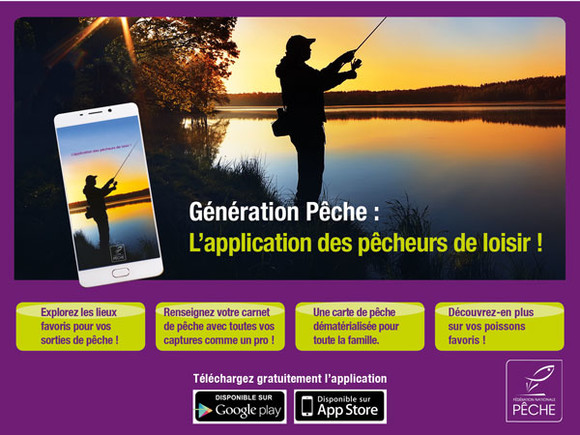 L'application des pêcheurs de loisir !
Génération Pêche :
L'application des pêcheurs de loisir !
Explorez les lieux
favoris pour vos
sorties de pêche !
Renseignez votre carnet
de pêche avec toutes vos
captures comme un pro !
Une carte de pêche
dématérialisée pour
toute la famille.
Découvrez-en plus
sur vos poissons
favoris !
Téléchargez gratuitement l'application
DISPONIBLE SUR
Google play
Disponible sur
App Store
FÉDÉRATION NATIONALE
PÊCHE